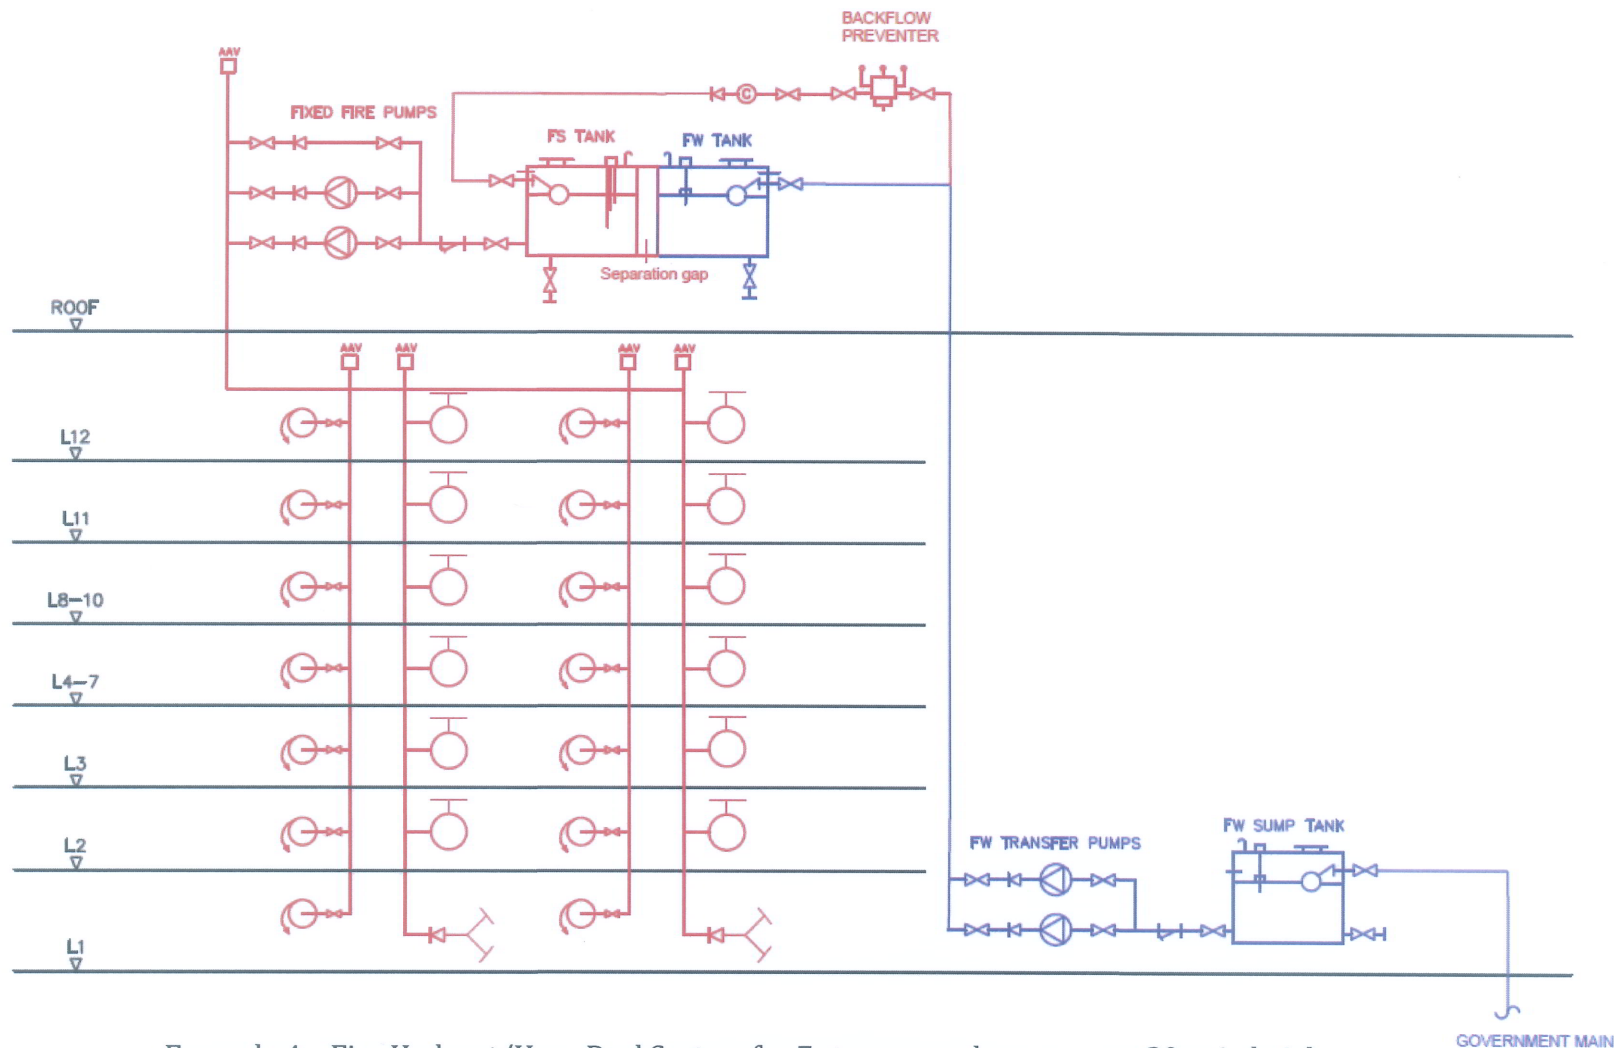 BACKFLOW
PREVENTER
AAV
FIXED FIRE PUMPS
C
FS TANK
FW TANK
Separation gap
ROOF
AAV
AAV
AAV
AAV
L12
L11
L8-10
L4-7
L3
L2
L1
FW TRANSFER PUMPS
FW SUMP TANK
GOVERNMENT MAIN